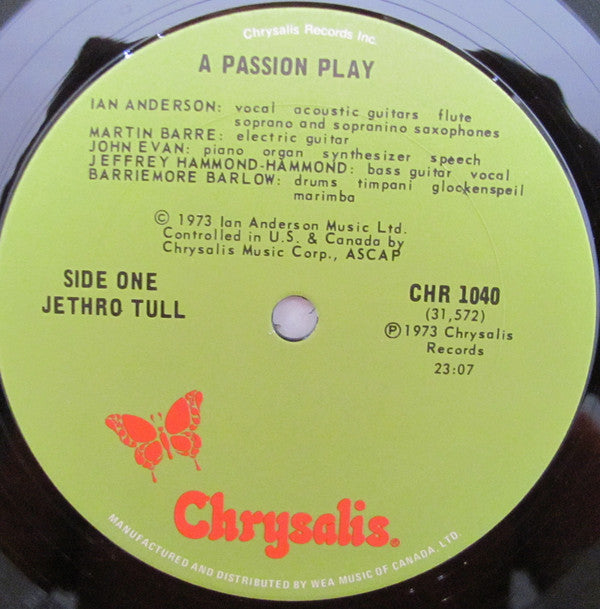 Chrysalis Records Inc.
A PASSION PLAY
IAN ANDERSON: vocal acoustic guitars flute
soprano and sopranino saxophones
MARTIN BARRE: electric guitar
JOHN EVAN: piano organ synthesizer speech
JEFFREY HAMMOND-HAMMOND: bass guitar vocal
BARRIEMORE BARLOW: drums timpani glockenspeil
marimba
© 1973 Ian Anderson Music Ltd.
Controlled in U.S. & Canada by
Chrysalis Music Corp., ASCAP
SIDE ONE
JETHRO TULL
CHR 1040
(31,572)
℗1973 Chrysalis
Records
23:07
Chrysalis.
MANUFACTURED AND DISTRIBUTED BY WEA MUSIC OF CANADA, LTD.